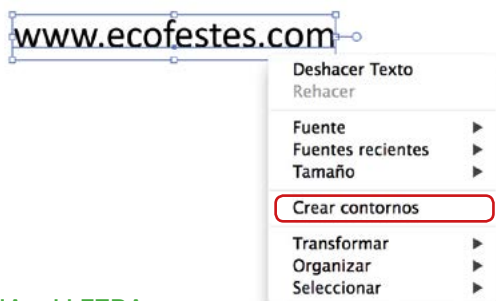 www.ecofestes.com
Deshacer Texto
Rehacer
Fuente
Fuentes recientes
Tamaño
Crear contornos
Transformar
Organizar
Seleccionar